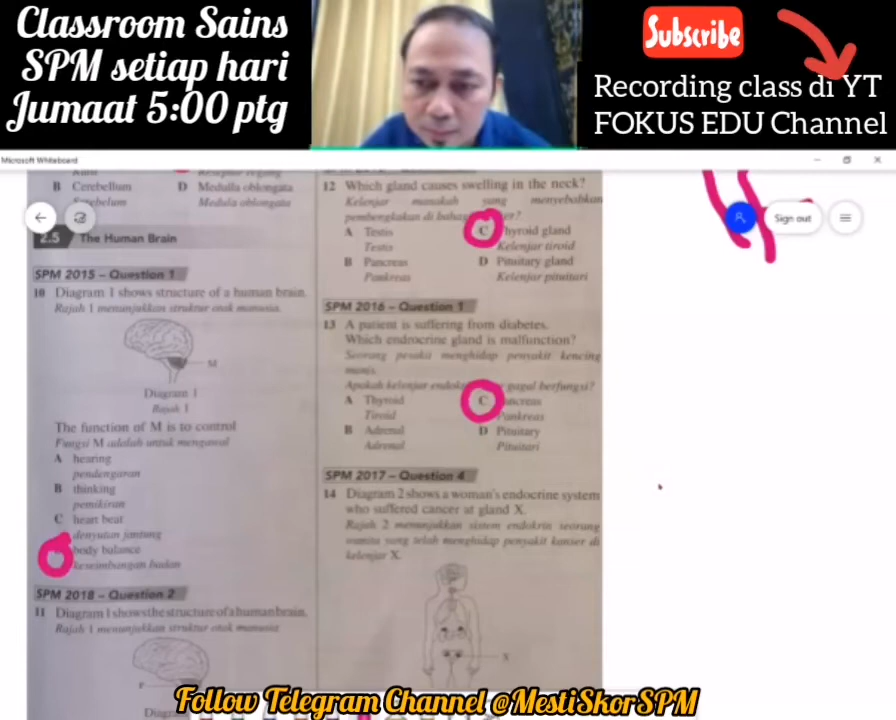 Classroom Sains
SPM setiap hari
Jumaat 5:00 ptg
Subscribe
Recording class di YT
FOKUS EDU Channel
Microsoft Whiteboard
Sign out
B Cerebellum
D Medulla oblongata
Medula oblongata
2.5 The Human Brain
SPM 2015 – Question 1
10 Diagram 1 shows structure of a human brain.
Rajah 1 menunjukkan struktur otak manusia.
M
Diagram 1
Rajah 1
The function of M is to control
Fungsi M adalah untuk mengawal
A hearing
pendengaran
B thinking
pemikiran
C heart beat
denyutan jantung
body balance
keseimbangan badan
SPM 2018 – Question 2
11 Diagram 1 shows the structure of a human brain.
Rajah 1 menunjukkan struktur otak manusia.
P
12 Which gland causes swelling in the neck?
Kelenjar manakah yang menyebabkan
pembengkakan di
A Testis
Testis
B Pancreas
Pankreas
C hyroid gland
Kelenjar tiroid
D Pituitary gland
Kelenjar pituitari
SPM 2016 – Question 1
13 A patient is suffering from diabetes.
Which endocrine gland is malfunction?
Seorang pesakit menghidap penyakit kencing
manis.
Apakah kelenjar gagal berfungsi?
A Thyroid
Tiroid
B Adrenal
Adrenal
C ancreas
Pankreas
D Pituitary
Pituitari
SPM 2017 – Question 4
14 Diagram 2 shows a woman's endocrine system
who suffered cancer at gland X.
Rajah 2 menunjukkan sistem endokrin seorang
wanita yang telah menghidap penyakit kanser di
kelenjar X.
X
Follow Telegram Channel @MestiSkorSPM